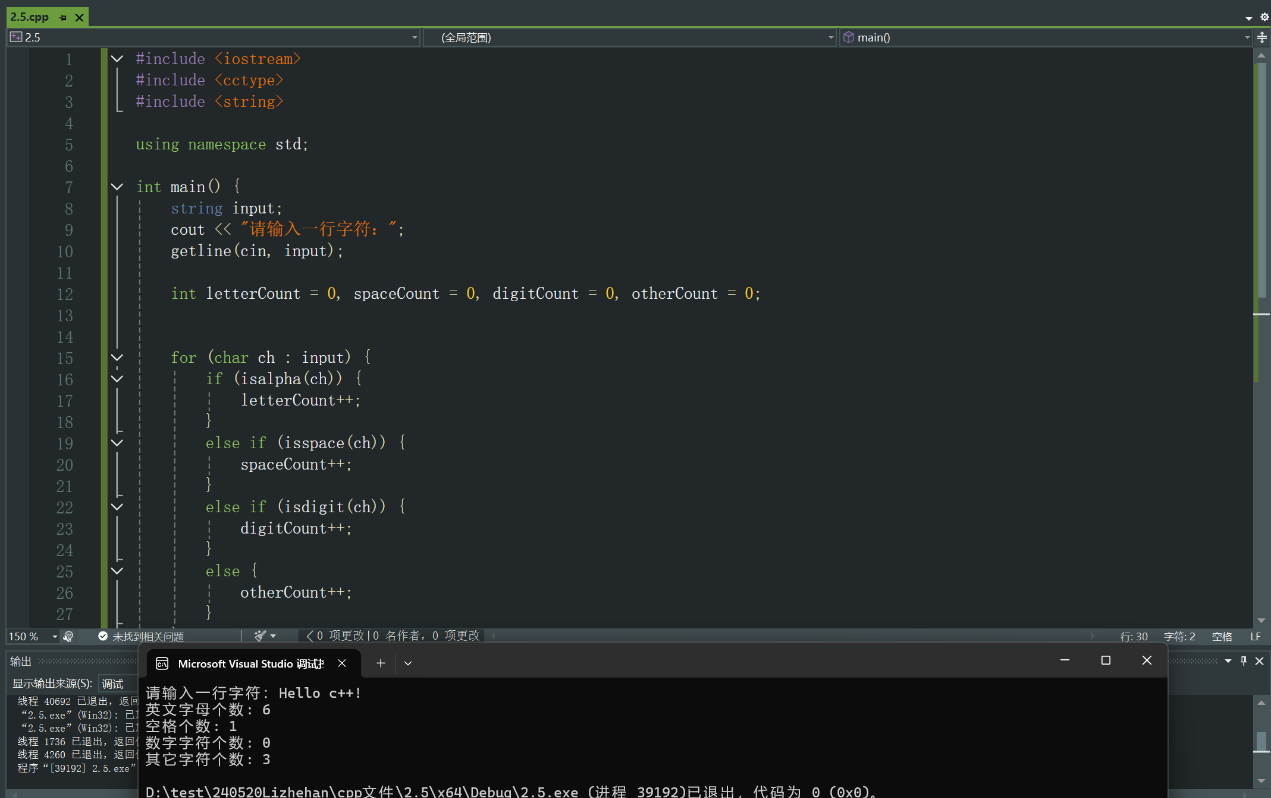 2.5.cpp
2.5 (全局范围) main()
1 #include <iostream>
2 #include <cctype>
3 #include <string>
4
5 using namespace std;
6
7 int main() {
8 string input;
9 cout << "请输入一行字符：";
10 getline(cin, input);
11
12 int letterCount = 0, spaceCount = 0, digitCount = 0, otherCount = 0;
13
14
15 for (char ch : input) {
16 if (isalpha(ch)) {
17 letterCount++;
18 }
19 else if (isspace(ch)) {
20 spaceCount++;
21 }
22 else if (isdigit(ch)) {
23 digitCount++;
24 }
25 else {
26 otherCount++;
27 }
150 % 未找到相关问题 0 项更改|0 名作者，0 项更改 行: 30 字符: 2 空格 LF
输出
显示输出来源(S): 调试
线程 40692 已退出，返回
“2.5.exe”(Win32): 已
“2.5.exe”(Win32): 已
线程 1736 已退出，返回
线程 4260 已退出，返回
程序“[39192] 2.5.exe”
Microsoft Visual Studio 调试
请输入一行字符：Hello c++!
英文字母个数：6
空格个数：1
数字字符个数：0
其它字符个数：3
D:\test\240520Lizhehan\cpp文件\2.5\x64\Debug\2.5.exe (进程 39192)已退出，代码为 0 (0x0)。